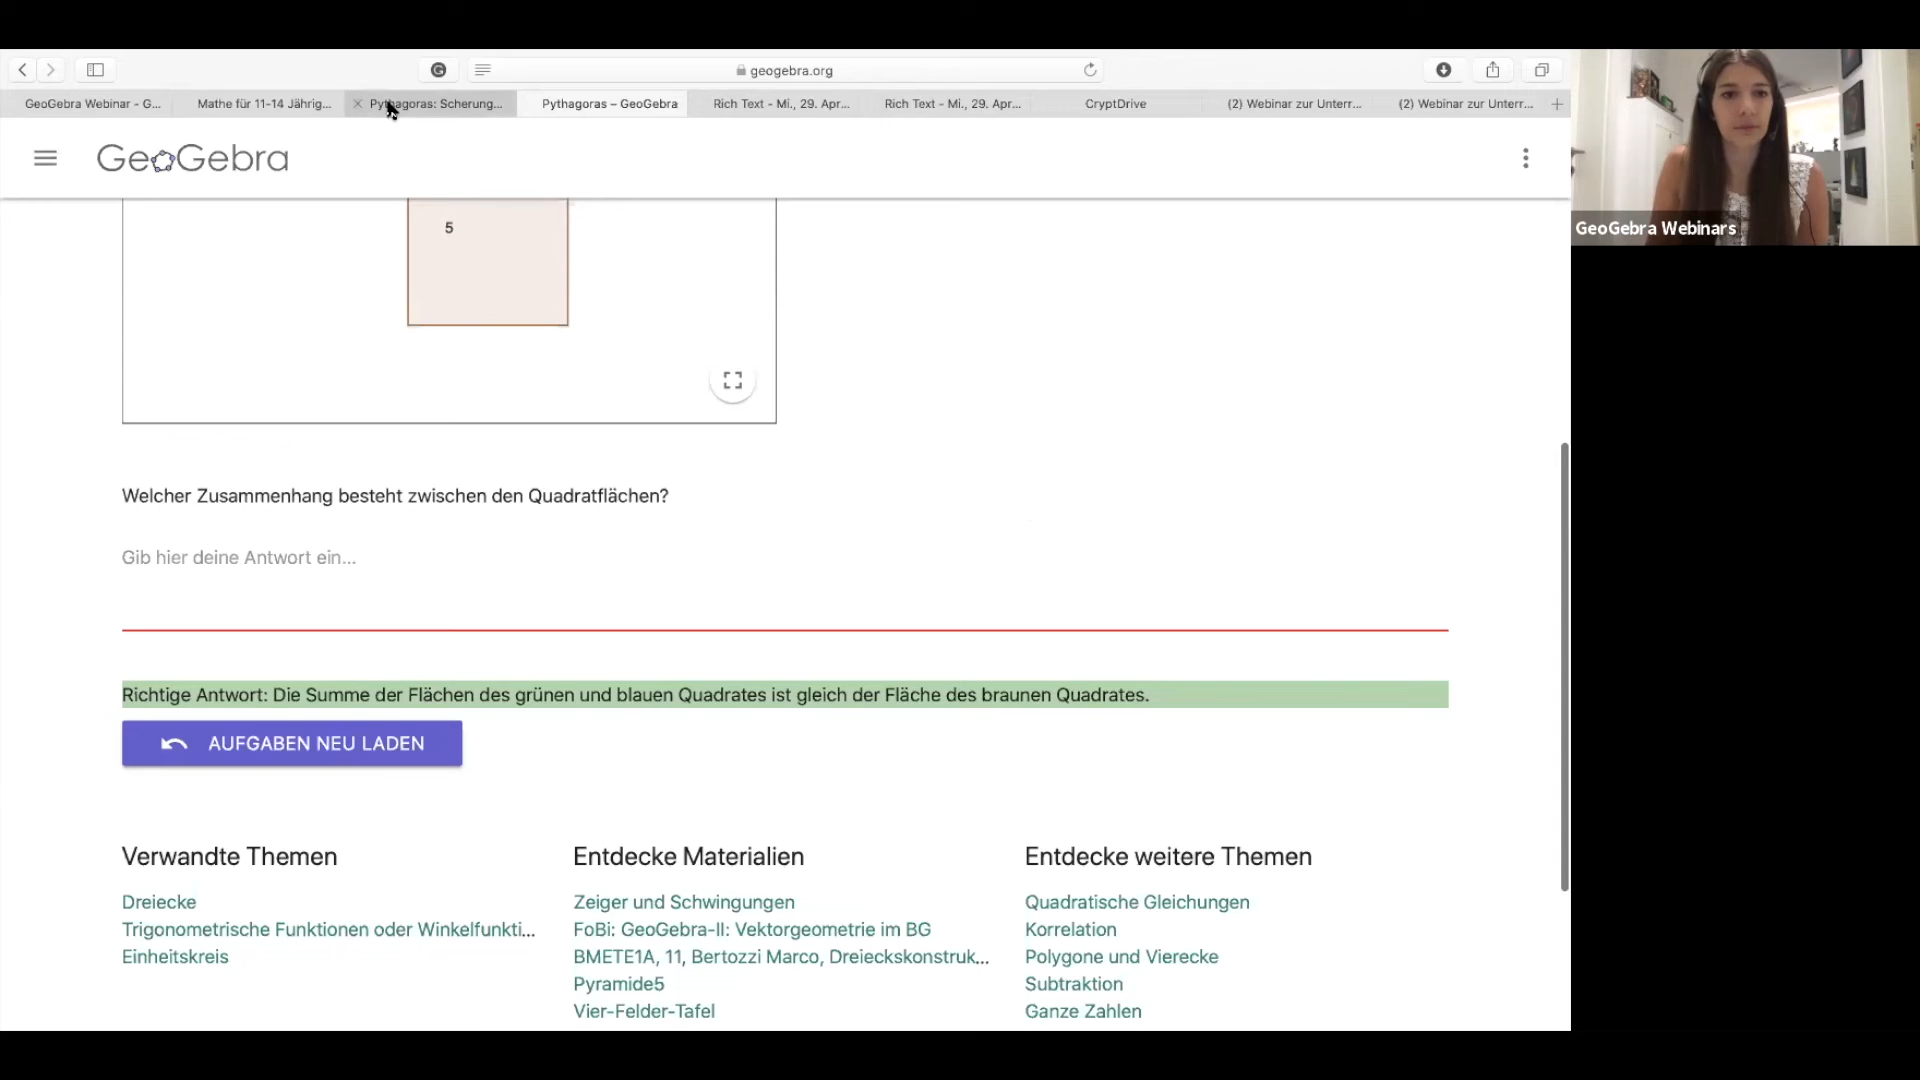 geogebra.org
GeoGebra Webinar - G...
Mathe für 11-14 Jährig...
Pythagoras: Scherung...
Pythagoras – GeoGebra
Rich Text - Mi., 29. Apr...
Rich Text - Mi., 29. Apr...
CryptDrive
(2) Webinar zur Unterr...
(2) Webinar zur Unterr...
GeoGebra
GeoGebra Webinars
5
Welcher Zusammenhang besteht zwischen den Quadratflächen?
Gib hier deine Antwort ein...
Richtige Antwort: Die Summe der Flächen des grünen und blauen Quadrates ist gleich der Fläche des braunen Quadrates.
AUFGABEN NEU LADEN
Verwandte Themen
Dreiecke
Trigonometrische Funktionen oder Winkelfunkti...
Einheitskreis
Entdecke Materialien
Zeiger und Schwingungen
FoBi: GeoGebra-II: Vektorgeometrie im BG
BMETE1A, 11, Bertozzi Marco, Dreieckskonstruk...
Pyramide5
Vier-Felder-Tafel
Entdecke weitere Themen
Quadratische Gleichungen
Korrelation
Polygone und Vierecke
Subtraktion
Ganze Zahlen